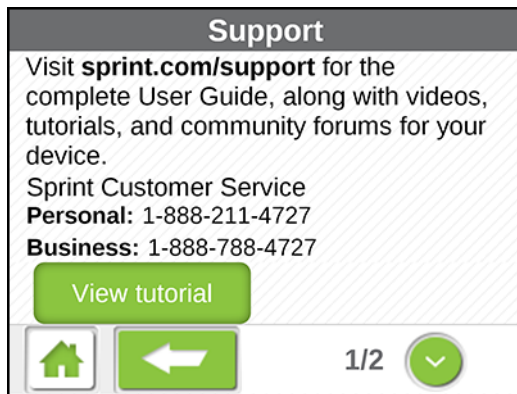 Support
Visit sprint.com/support for the
complete User Guide, along with videos,
tutorials, and community forums for your
device.
Sprint Customer Service
Personal: 1-888-211-4727
Business: 1-888-788-4727
View tutorial
1/2